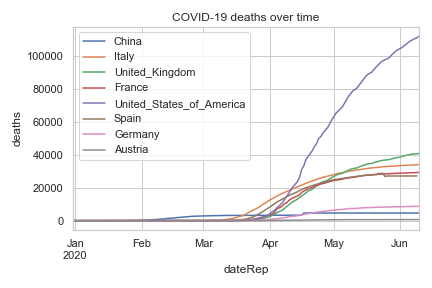 COVID-19 deaths over time
China
Italy
United_Kingdom
France
United_States_of_America
Spain
Germany
Austria
deaths
100000
80000
60000
40000
20000
0
Jan
2020
Feb
Mar
Apr
May
Jun
dateRep